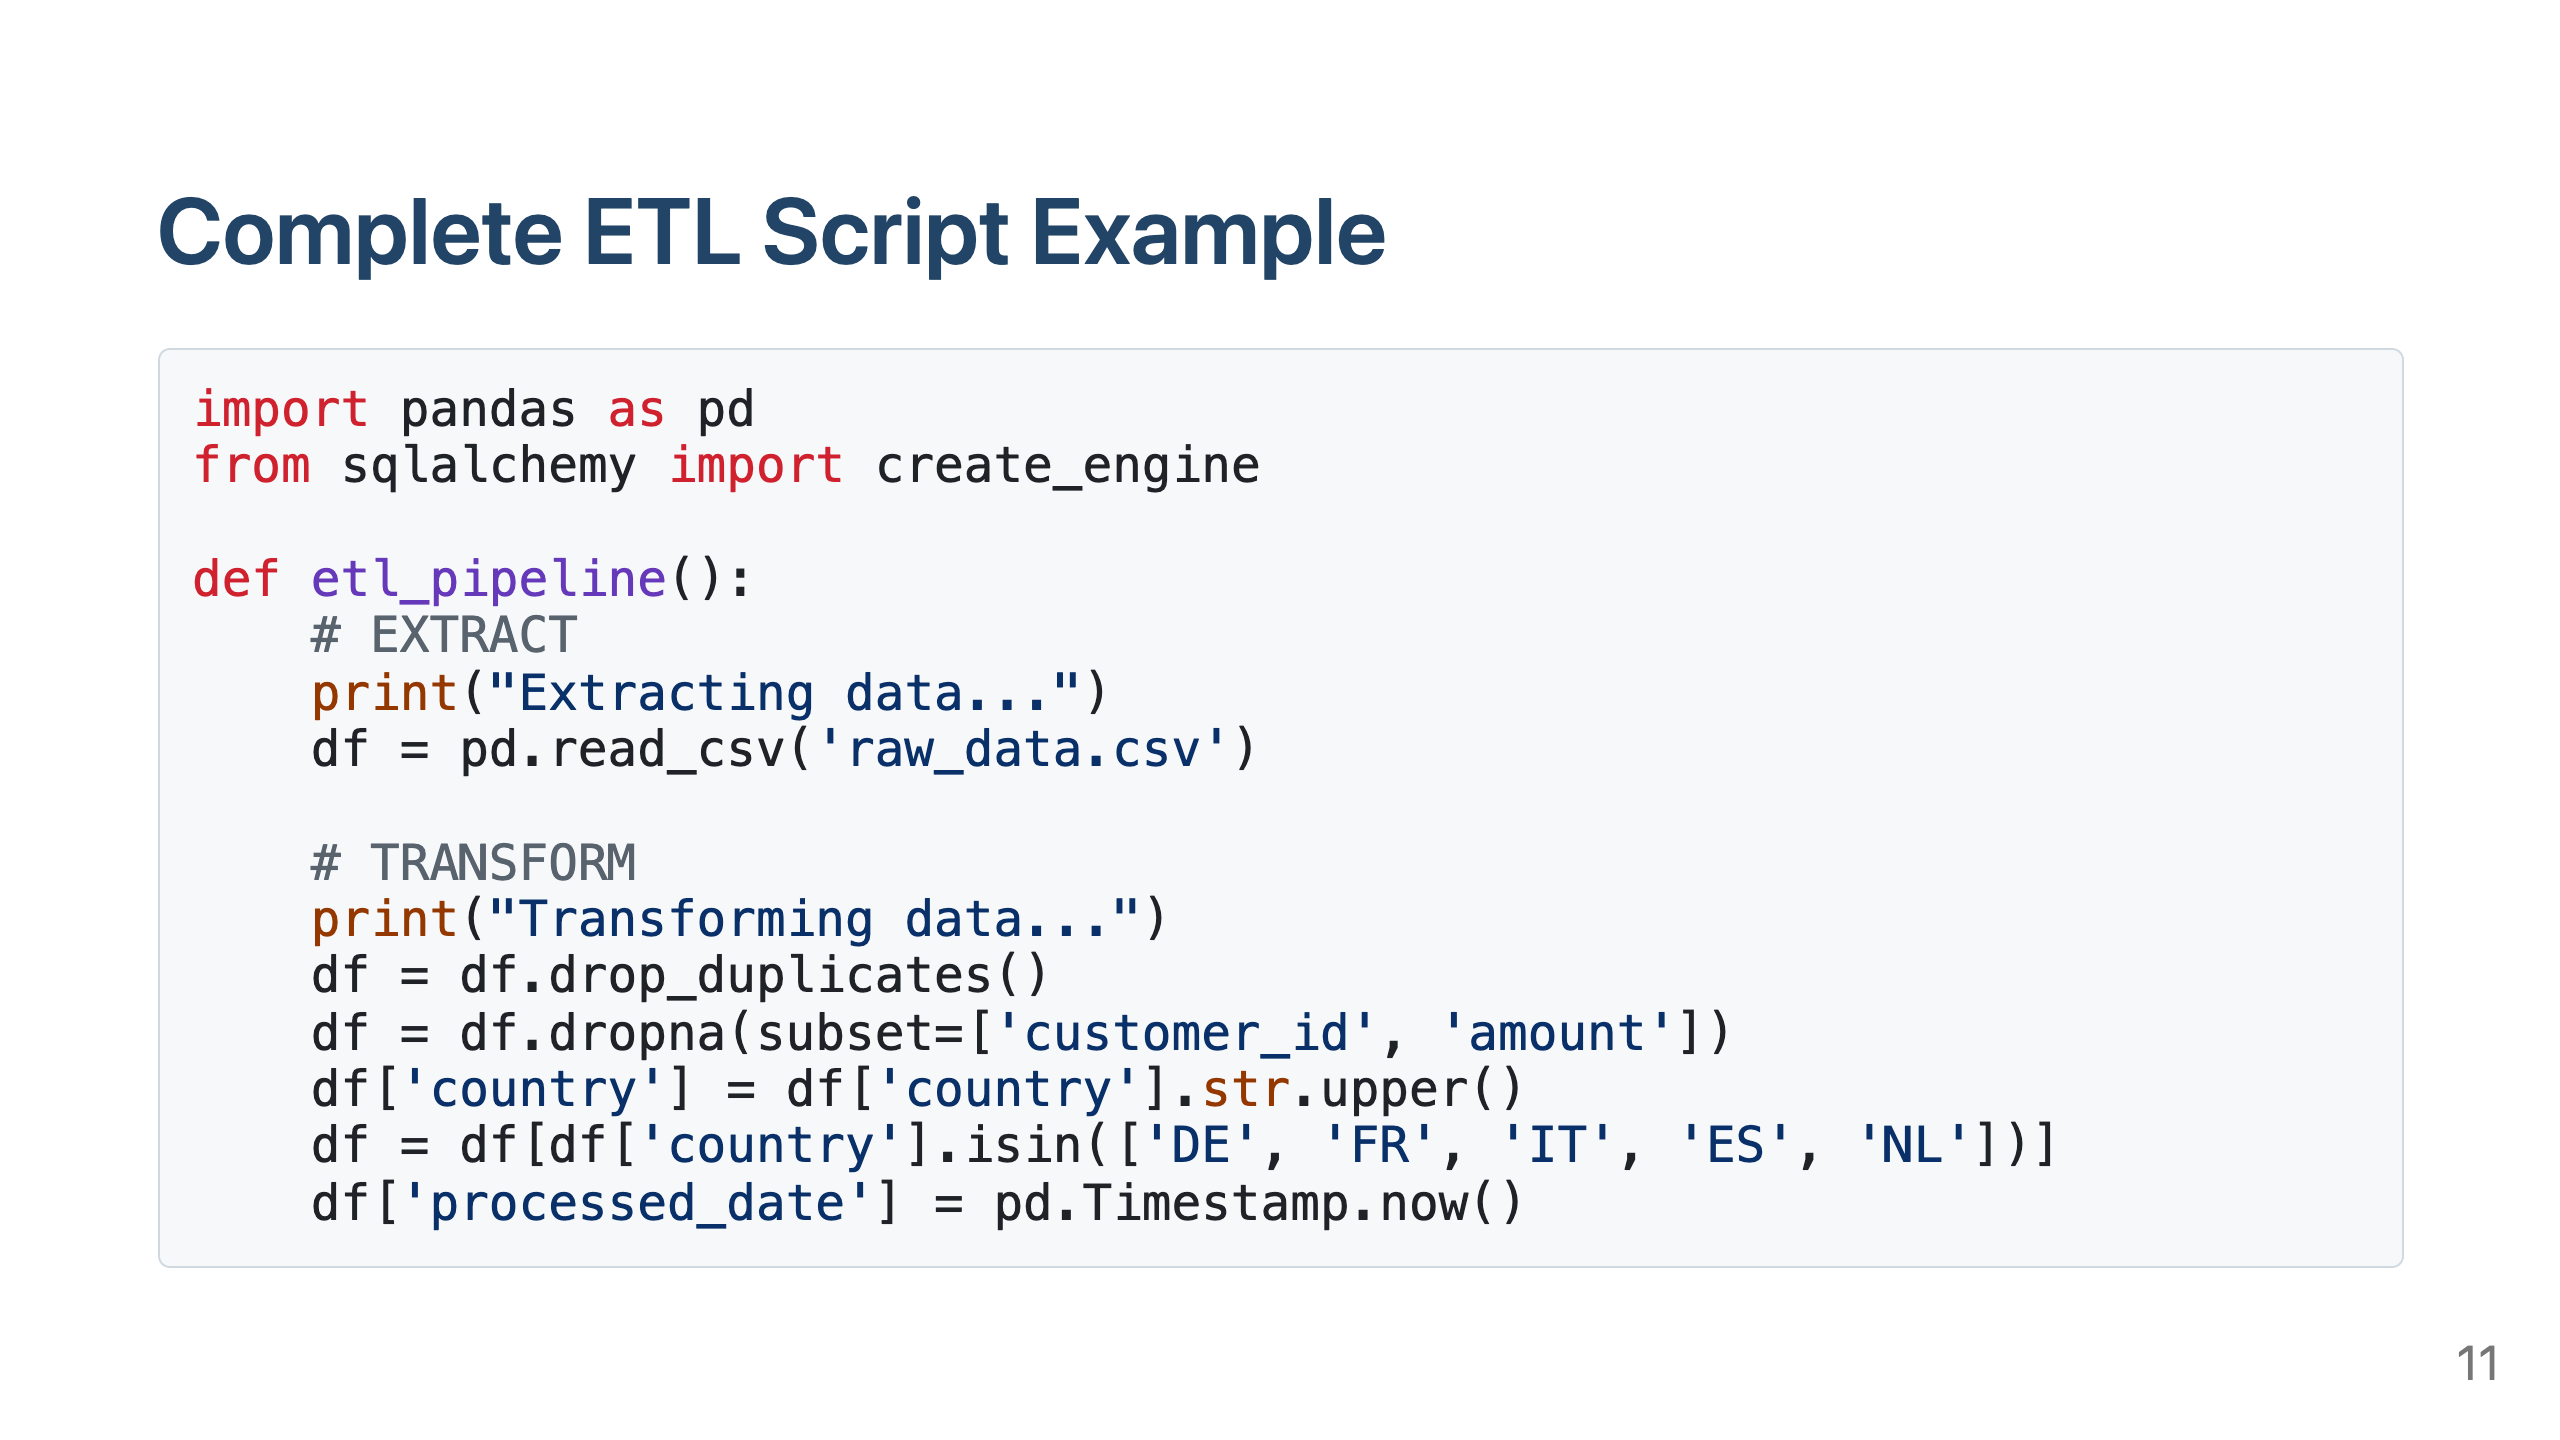 Complete ETL Script Example
import pandas as pd
from sqlalchemy import create_engine

def etl_pipeline():
    # EXTRACT
    print("Extracting data...")
    df = pd.read_csv('raw_data.csv')

    # TRANSFORM
    print("Transforming data...")
    df = df.drop_duplicates()
    df = df.dropna(subset=['customer_id', 'amount'])
    df['country'] = df['country'].str.upper()
    df = df[df['country'].isin(['DE', 'FR', 'IT', 'ES', 'NL'])]
    df['processed_date'] = pd.Timestamp.now()
11